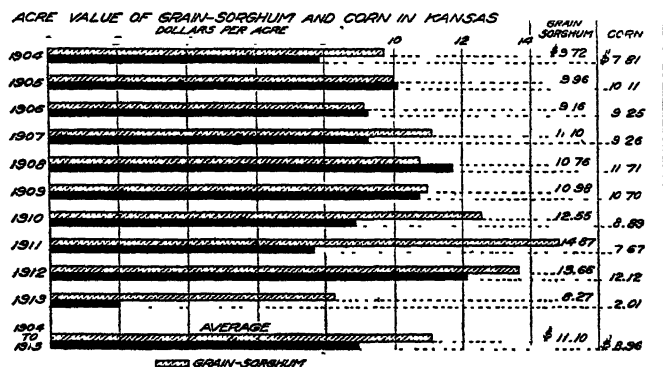 ACRE VALUE OF GRAIN-SORGHUM AND CORN IN KANSAS
DOLLARS PER ACRE
10 12 14
GRAIN SORGHUM CORN
1904 $9.72 $7.81
1905 9.96 10.11
1906 9.16 9.25
1907 11.10 9.26
1908 10.76 11.71
1909 10.98 10.70
1910 12.55 8.89
1911 14.87 7.67
1912 13.66 12.12
1913 8.27 2.01
1904 TO 1913 AVERAGE $11.10 $8.96
GRAIN-SORGHUM